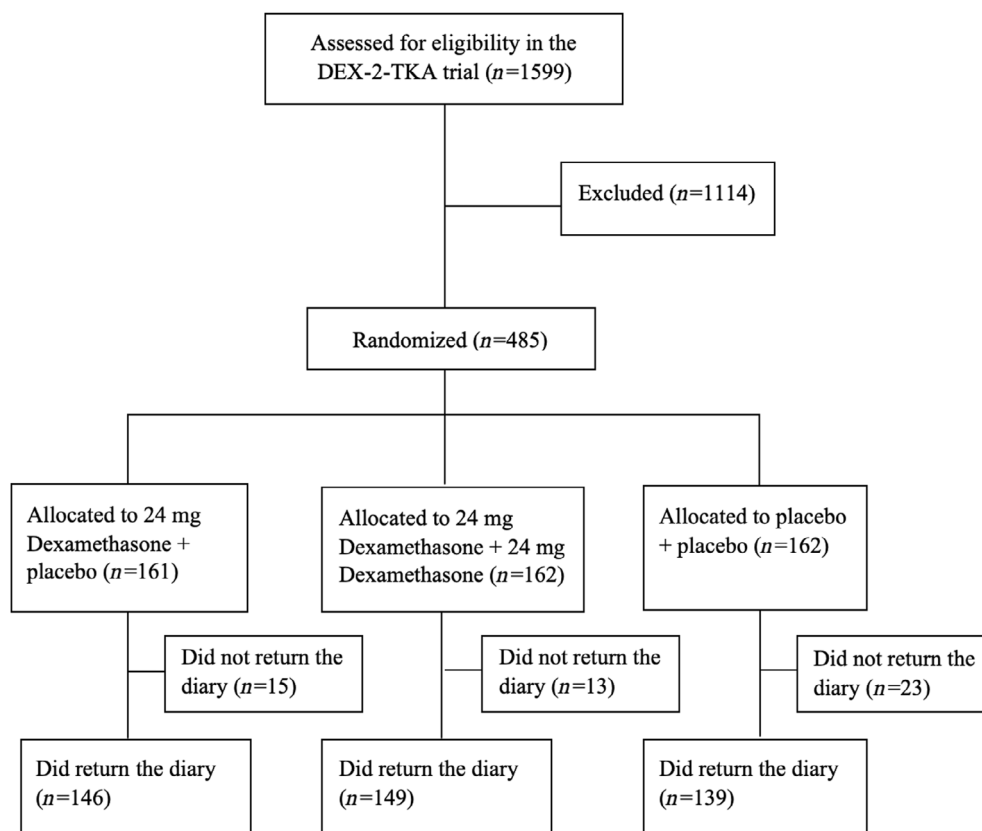 Assessed for eligibility in the
DEX-2-TKA trial (n=1599)
Excluded (n=1114)
Randomized (n=485)
Allocated to 24 mg
Dexamethasone +
placebo (n=161)
Allocated to 24 mg
Dexamethasone + 24 mg
Dexamethasone (n=162)
Allocated to placebo
+ placebo (n=162)
Did not return the
diary (n=15)
Did not return the
diary (n=13)
Did not return the
diary (n=23)
Did return the diary
(n=146)
Did return the diary
(n=149)
Did return the diary
(n=139)